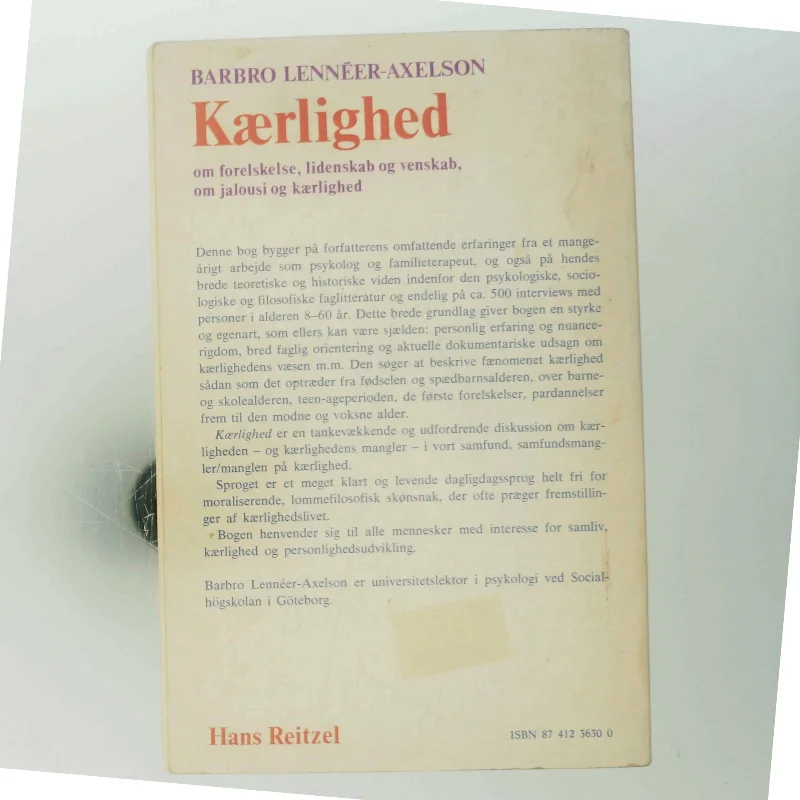 BARBRO LENNÉER-AXELSON
Kærlighed
om forelskelse, lidenskab og venskab,
om jalousi og kærlighed
Denne bog bygger på forfatterens omfattende erfaringer fra et mange-
årigt arbejde som psykolog og familieterapeut, og også på hendes
brede teoretiske og historiske viden indenfor den psykologiske, socio-
logiske og filosofiske faglitteratur og endelig på ca. 500 interviews med
personer i alderen 8–60 år. Dette brede grundlag giver bogen en styrke
og egenart, som ellers kan være sjælden: personlig erfaring og nuance-
rigdom, bred faglig orientering og aktuelle dokumentariske udsagn om
kærlighedens væsen m.m. Den søger at beskrive fænomenet kærlighed
sådan som det optræder fra fødselen og spædbarnsalderen, over barne-
og skolealderen, teen-ageperioden, de første forelskelser, pardannelser
frem til den modne og voksne alder.
Kærlighed er en tankevækkende og udfordrende diskussion om kær-
ligheden – og kærlighedens mangler – i vort samfund, samfundsmang-
ler/manglen på kærlighed.
Sproget er et meget klart og levende dagligdagssprog helt fri for
moraliserende, lommefilosofisk skønsnak, der ofte præger fremstillin-
ger af kærlighedslivet.
Bogen henvender sig til alle mennesker med interesse for samliv,
kærlighed og personlighedsudvikling.
Barbro Lennéer-Axelson er universitetslektor i psykologi ved Social-
högskolan i Göteborg.
Hans Reitzel
ISBN 87 412 3630 0